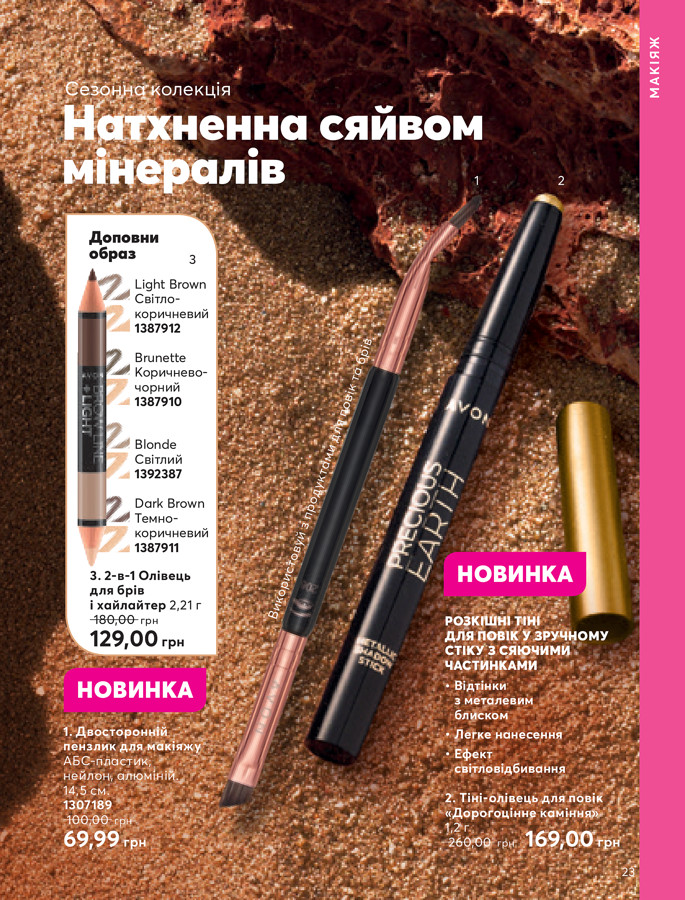 МАКІЯЖ
Сезонна колекція
Натхненна сяйвом
мінералів
1
2
Доповни
образ
3
Light Brown
Світло-
коричневий
1387912
Brunette
Коричнево-
чорний
1387910
Blonde
Світлий
1392387
Dark Brown
Темно-
коричневий
1387911
AVON
BROW LINE
+ LIGHT
3. 2-в-1 Олівець
для брів
і хайлайтер 2,21 г
180,00 грн
129,00 грн
Використовуй з продуктами для повік та брів
AVON
PRECIOUS
EARTH
METALLIC
SHADOW
STICK
AVON
НОВИНКА
1. Двосторонній
пензлик для макіяжу
АБС-пластик,
нейлон, алюміній.
14,5 см.
1307189
100,00 грн
69,99 грн
НОВИНКА
РОЗКІШНІ ТІНІ
ДЛЯ ПОВІК У ЗРУЧНОМУ
СТІКУ З СЯЮЧИМИ
ЧАСТИНКАМИ
• Відтінки
з металевим
блиском
• Легке нанесення
• Ефект
світловідбивання
2. Тіні-олівець для повік
«Дорогоцінне каміння»
1,2 г
260,00 грн 169,00 грн
23